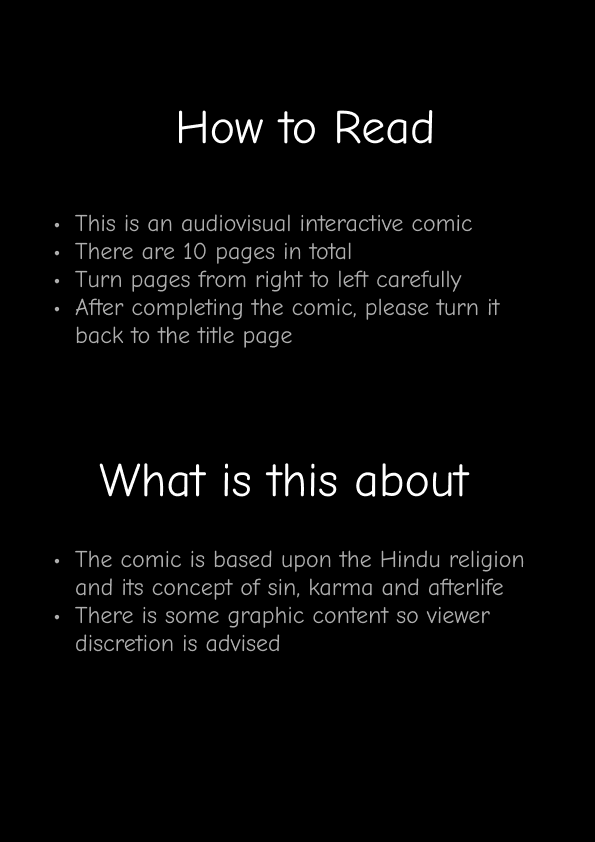 How to Read
• This is an audiovisual interactive comic
• There are 10 pages in total
• Turn pages from right to left carefully
• After completing the comic, please turn it
back to the title page
What is this about
• The comic is based upon the Hindu religion
and its concept of sin, karma and afterlife
• There is some graphic content so viewer
discretion is advised